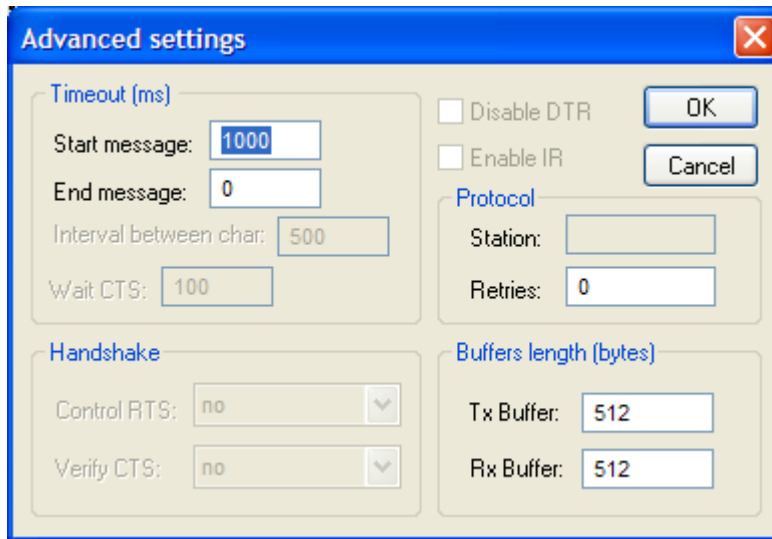 Advanced settings
Timeout (ms)
Start message: 1000
End message: 0
Interval between char: 500
Wait CTS: 100
Disable DTR
Enable IR
OK
Cancel
Protocol
Station:
Retries: 0
Handshake
Control RTS: no
Verify CTS: no
Buffers length (bytes)
Tx Buffer: 512
Rx Buffer: 512